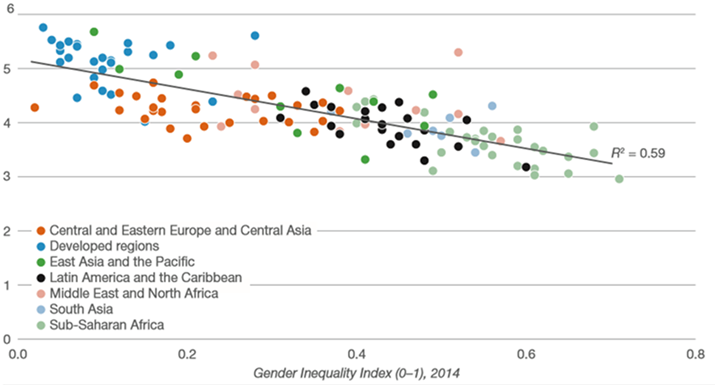 6
5
4
3
2
1
0
R² = 0.59
Central and Eastern Europe and Central Asia
Developed regions
East Asia and the Pacific
Latin America and the Caribbean
Middle East and North Africa
South Asia
Sub-Saharan Africa
0.0 0.2 0.4 0.6 0.8
Gender Inequality Index (0–1), 2014